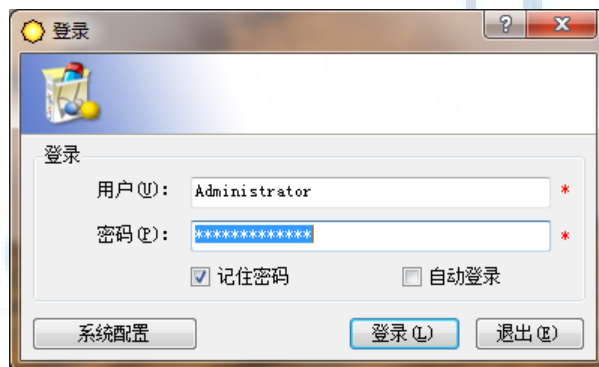 登录
登录
用户(U): Administrator *
密码(P): ************* *
记住密码 自动登录
系统配置 登录(L) 退出(E)